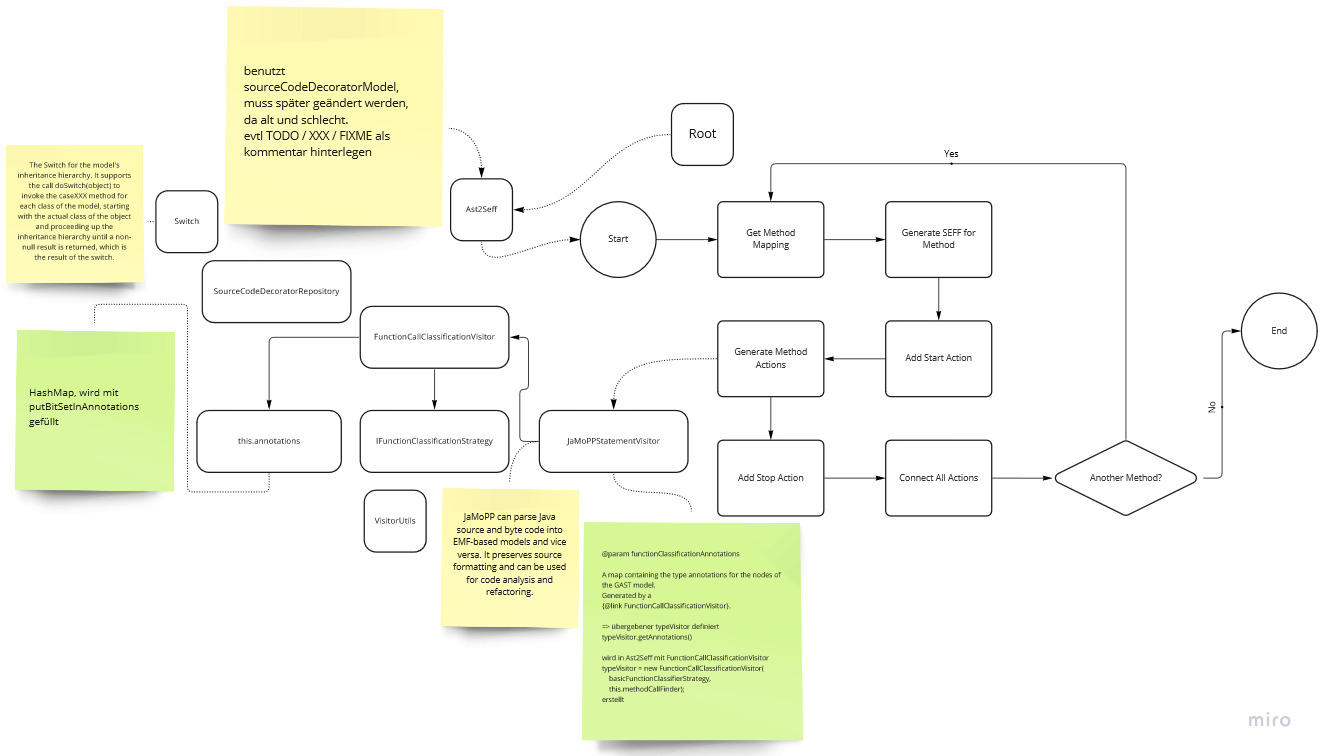 benutzt
sourceCodeDecoratorModel,
muss später geändert werden,
da alt und schlecht.
evtl TODO / XXX / FIXME als
kommentar hinterlegen
Root
Yes
The Switch for the model's
inheritance hierarchy. It supports
the call doSwitch(object) to
invoke the caseXXX method for
each class of the model, starting
with the actual class of the object
and proceeding up the
inheritance hierarchy until a non-
null result is returned, which is
the result of the switch.
Switch
Ast2Seff
Start
Get Method
Mapping
Generate SEFF for
Method
SourceCodeDecoratorRepository
FunctionCallClassificationVisitor
Generate Method
Actions
Add Start Action
End
HashMap, wird mit
putBitSetInAnnotations
gefüllt
this.annotations
IFunctionClassificationStrategy
JaMoPPStatementVisitor
No
Add Stop Action
Connect All Actions
Another Method?
VisitorUtils
JaMoPP can parse Java
source and byte code into
EMF-based models and vice
versa. It preserves source
formatting and can be used
for code analysis and
refactoring.
@param functionClassificationAnnotations
A map containing the type annotations for the nodes of
the GAST model.
Generated by a
{@link FunctionCallClassificationVisitor}.
=> übergebener typeVisitor definiert
typeVisitor.getAnnotations()
wird in Ast2Seff mit FunctionCallClassificationVisitor
typeVisitor = new FunctionCallClassificationVisitor(
basicFunctionClassifierStrategy,
this.methodCallFinder);
erstellt
miro